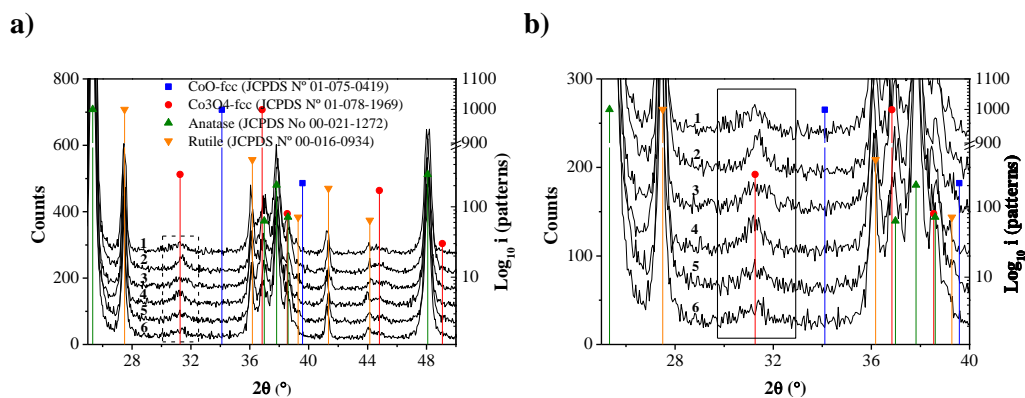 a)
b)
800
600
400
200
0
Counts
CoO-fcc (JCPDS Nº 01-075-0419)
Co3O4-fcc (JCPDS Nº 01-078-1969)
Anatase (JCPDS No 00-021-1272)
Rutile (JCPDS Nº 00-016-0934)
1
2
3
4
5
6
28 32 36 40 44 48
2θ (°)
1100
1000
900
100
10
Log10 i (patterns)
300
200
100
0
Counts
1
2
3
4
5
6
28 32 36 40
2θ (°)
1100
1000
900
100
10
Log10 i (patterns)